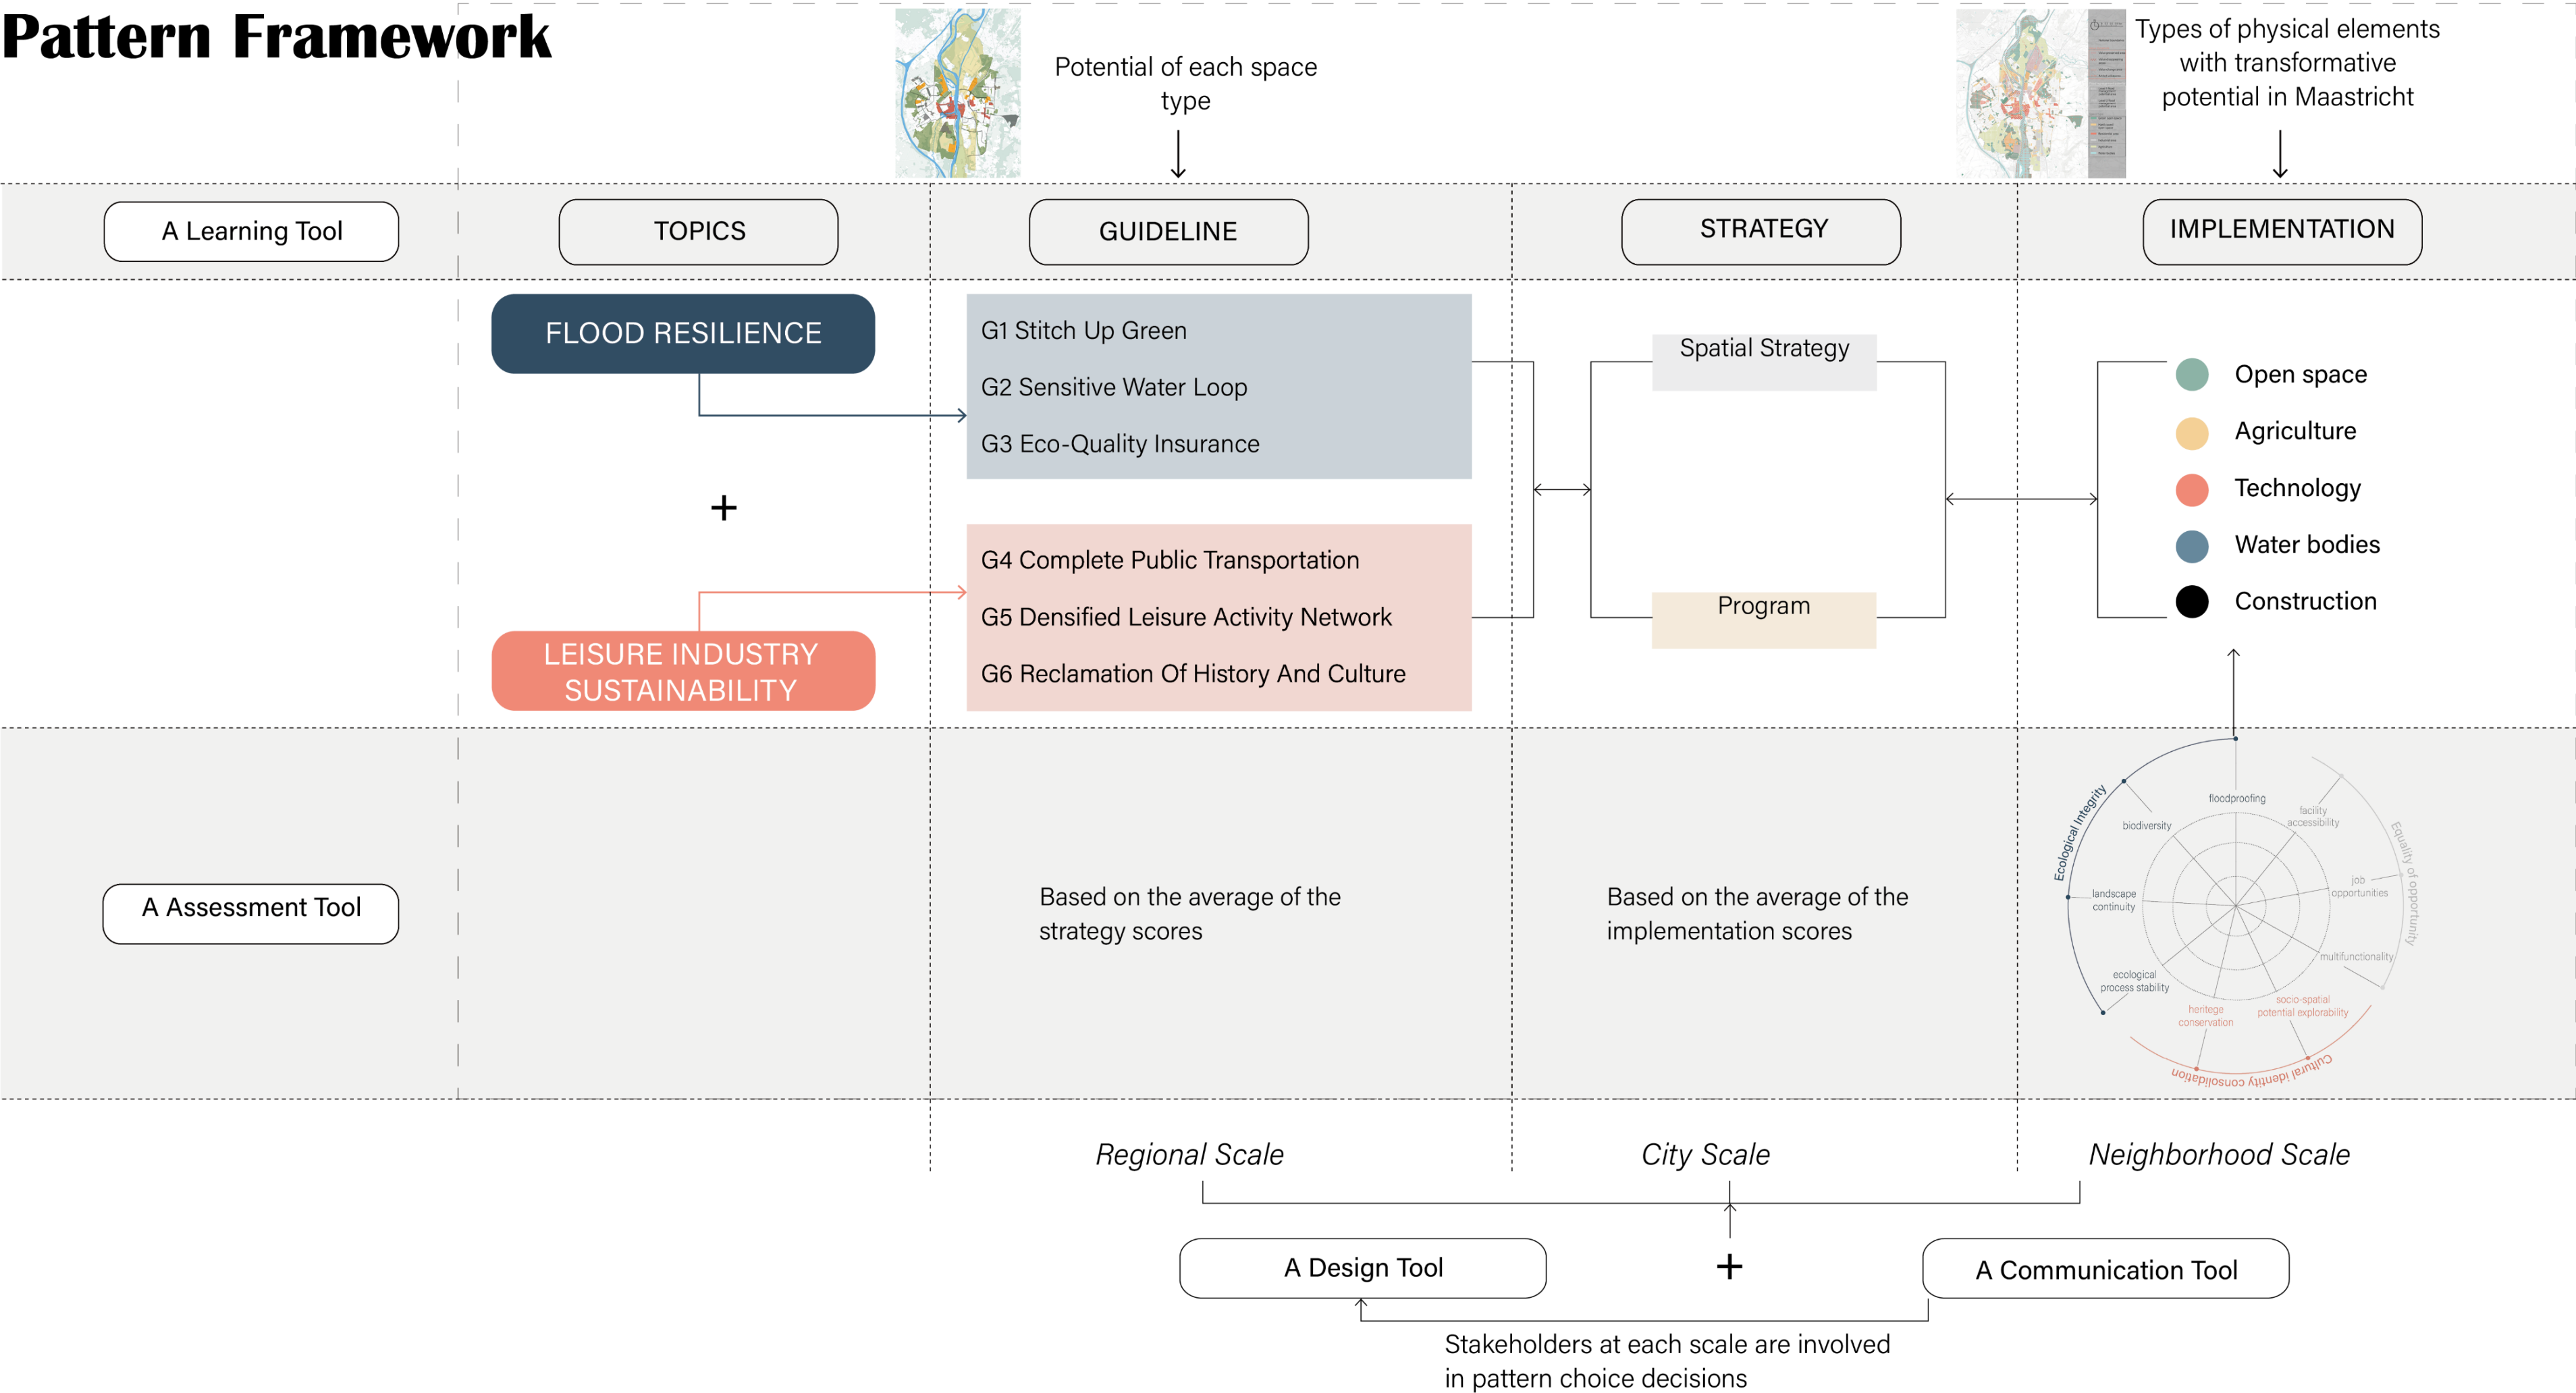 Pattern Framework
Potential of each space
type
Types of physical elements
with transformative
potential in Maastricht
A Learning Tool
TOPICS
GUIDELINE
STRATEGY
IMPLEMENTATION
FLOOD RESILIENCE
+
LEISURE INDUSTRY
SUSTAINABILITY
G1 Stitch Up Green
G2 Sensitive Water Loop
G3 Eco-Quality Insurance
G4 Complete Public Transportation
G5 Densified Leisure Activity Network
G6 Reclamation Of History And Culture
Spatial Strategy
Program
Open space
Agriculture
Technology
Water bodies
Construction
A Assessment Tool
Based on the average of the
strategy scores
Based on the average of the
implementation scores
Ecological Integrity
floodproofing
biodiversity
landscape
continuity
ecological
process stability
facility
accessibility
job
opportunities
multifunctionality
Equality of opportunity
heritege
conservation
socio-spatial
potential explorability
Cultural identity consolidation
Regional Scale
City Scale
Neighborhood Scale
A Design Tool
+
A Communication Tool
Stakeholders at each scale are involved
in pattern choice decisions